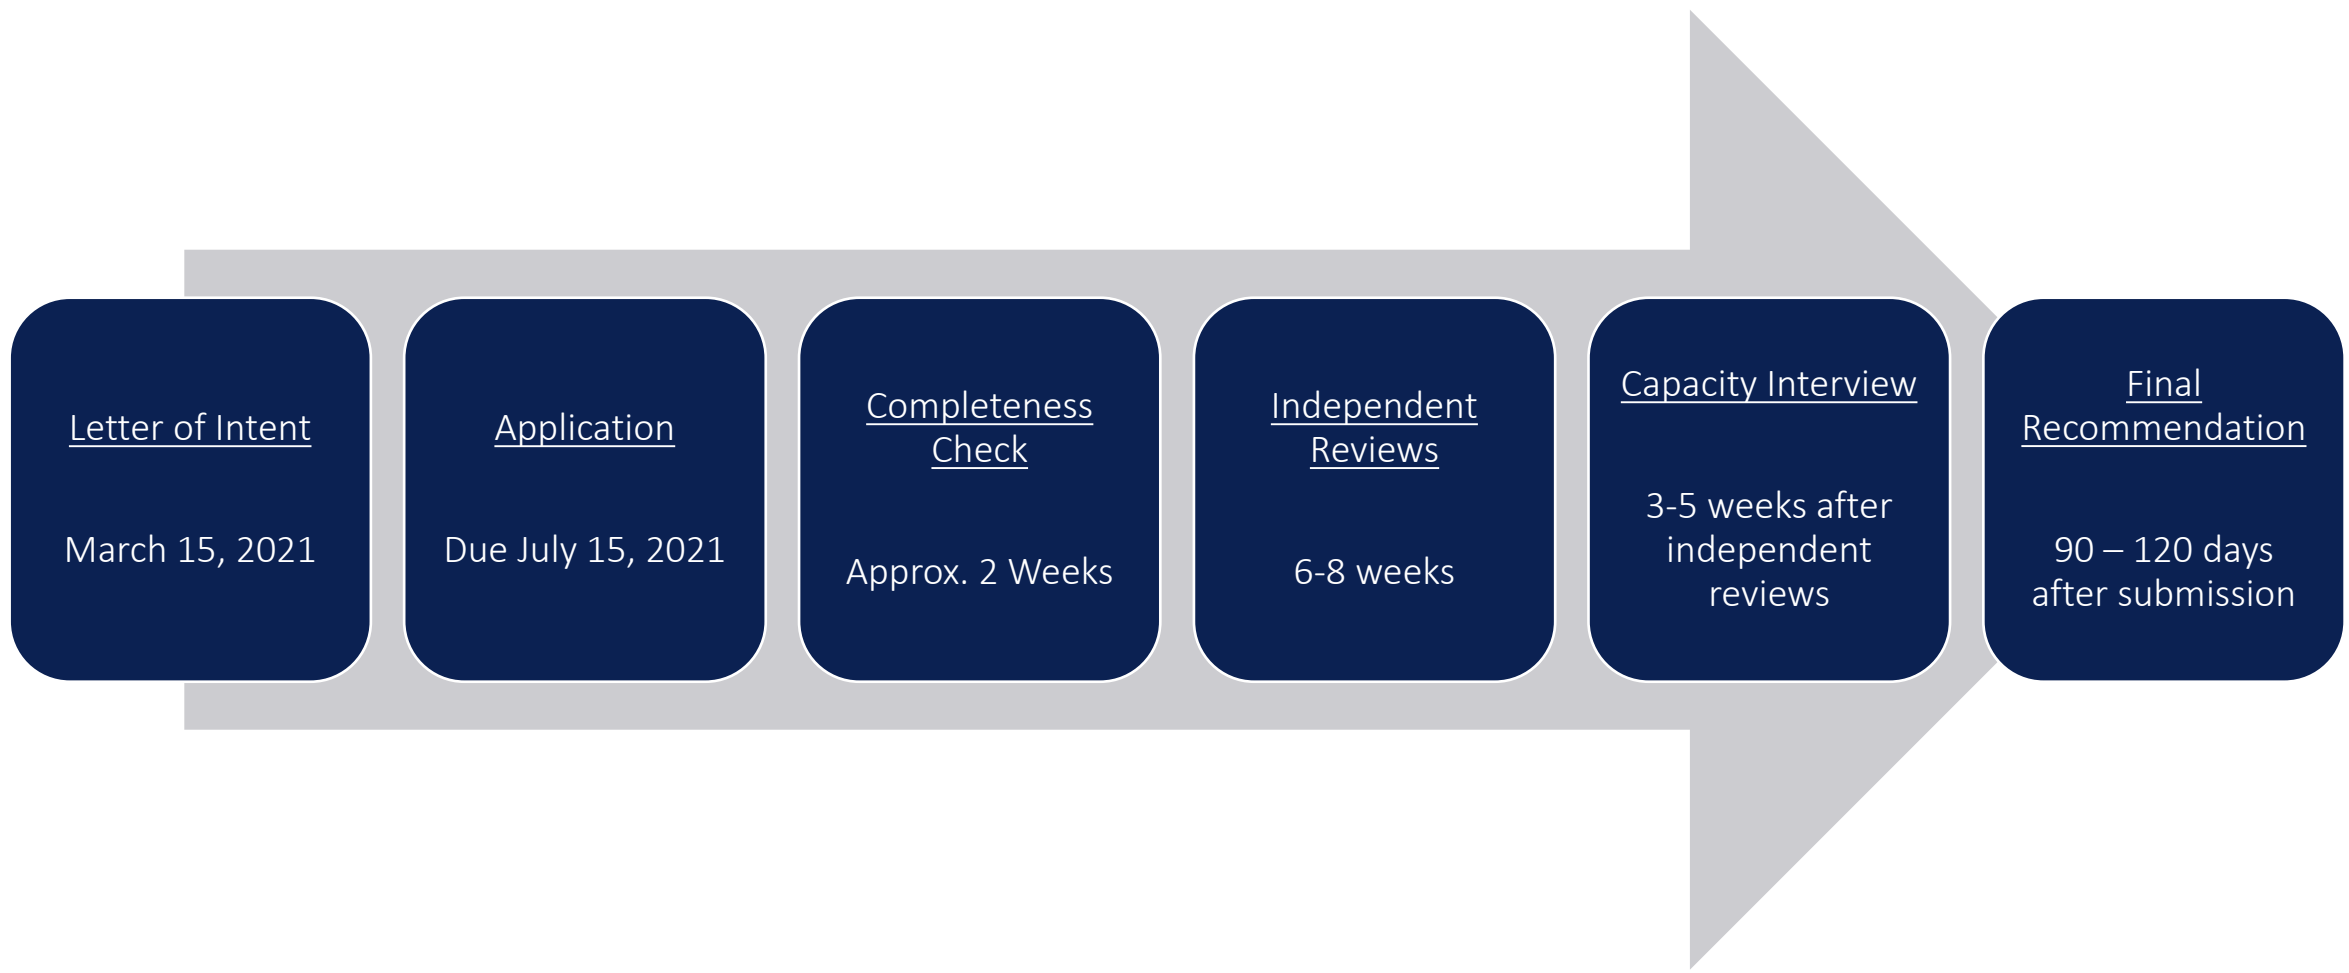 Letter of Intent
March 15, 2021
Application
Due July 15, 2021
Completeness
Check
Approx. 2 Weeks
Independent
Reviews
6-8 weeks
Capacity Interview
3-5 weeks after
independent
reviews
Final
Recommendation
90 – 120 days
after submission